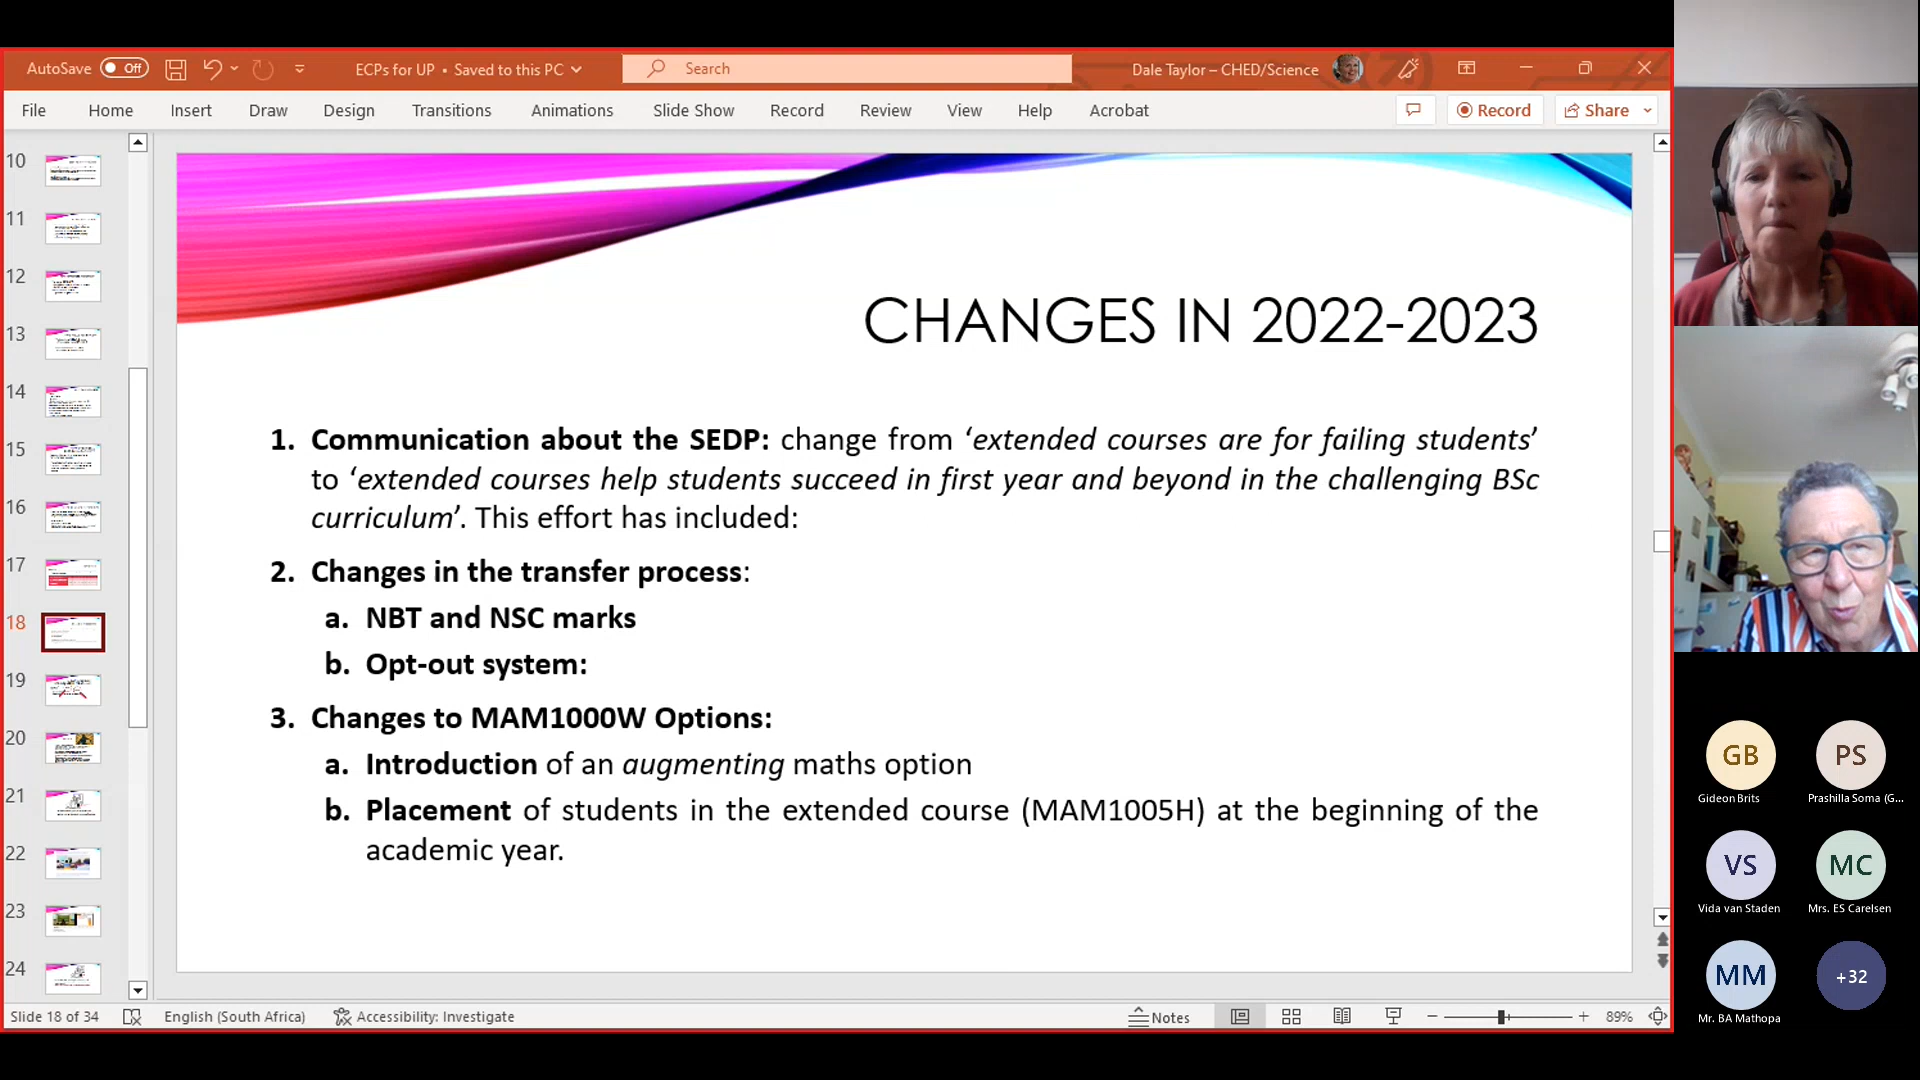 AutoSave Off ECPs for UP • Saved to this PC Search Dale Taylor – CHED/Science
File Home Insert Draw Design Transitions Animations Slide Show Record Review View Help Acrobat Record Share
10
11
12
13
14
15
16
17
18
19
20
21
22
23
24
CHANGES IN 2022-2023
1. Communication about the SEDP: change from ‘extended courses are for failing students’
to ‘extended courses help students succeed in first year and beyond in the challenging BSc
curriculum’. This effort has included:
2. Changes in the transfer process:
a. NBT and NSC marks
b. Opt-out system:
3. Changes to MAM1000W Options:
a. Introduction of an augmenting maths option
b. Placement of students in the extended course (MAM1005H) at the beginning of the
academic year.
Slide 18 of 34 English (South Africa) Accessibility: Investigate Notes 89%
GB PS
Gideon Brits Prashilla Soma (G...
VS MC
Vida van Staden Mrs. ES Carelsen
MM +32
Mr. BA Mathopa